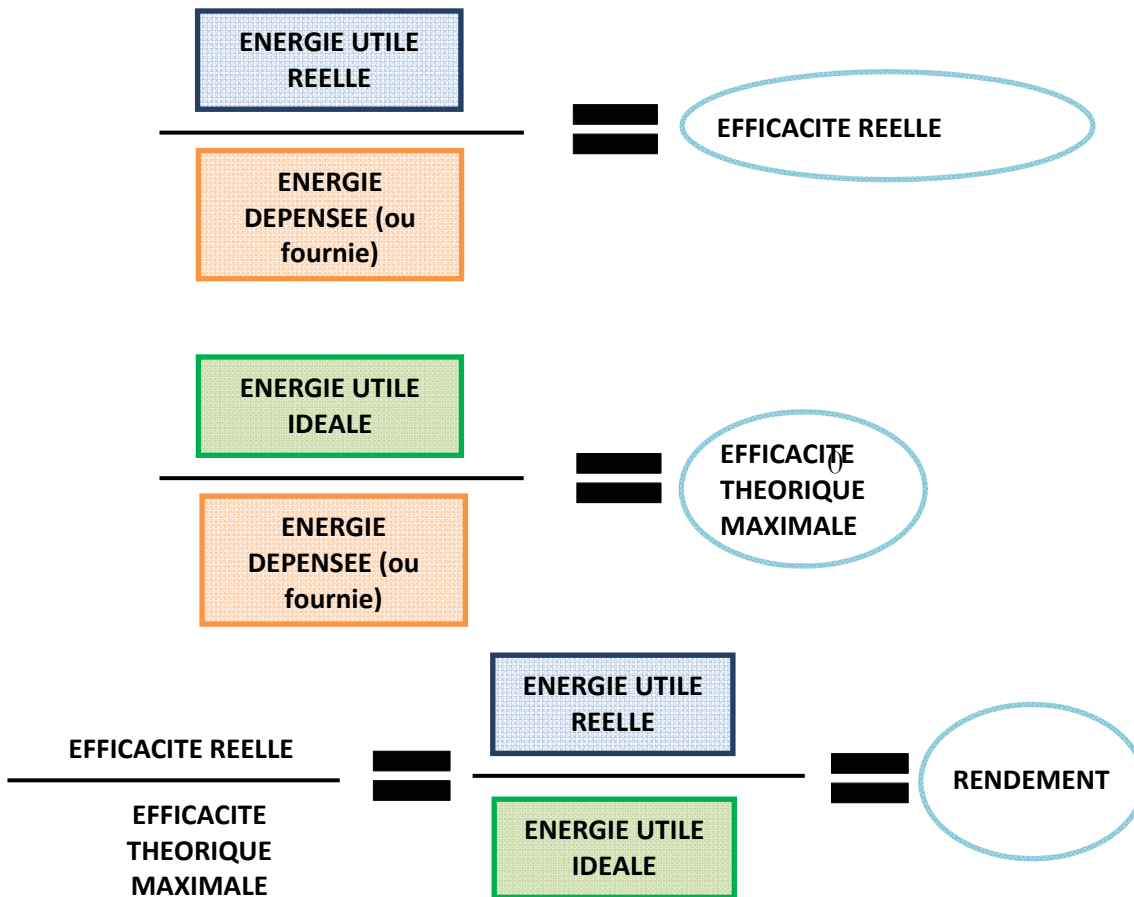 ENERGIE UTILE
REELLE
EFFICACITE REELLE
ENERGIE
DEPENSEE (ou
fournie)
ENERGIE UTILE
IDEALE
EFFICACITE
()
THEORIQUE
MAXIMALE
ENERGIE
DEPENSEE (ou
fournie)
EFFICACITE REELLE
EFFICACITE
THEORIQUE
MAXIMALE
ENERGIE UTILE
REELLE
ENERGIE UTILE
IDEALE
RENDEMENT